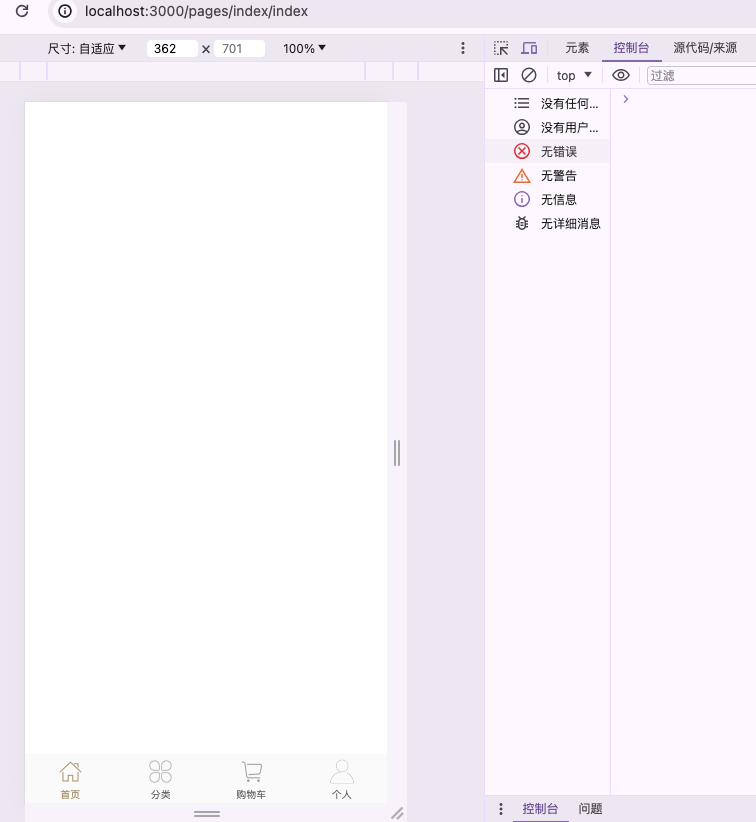 localhost:3000/pages/index/index
尺寸: 自适应 362 × 701 100%
元素 控制台 源代码/来源
top 过滤
没有任何...
没有用户...
无错误
无警告
无信息
无详细消息
首页 分类 购物车 个人
控制台 问题